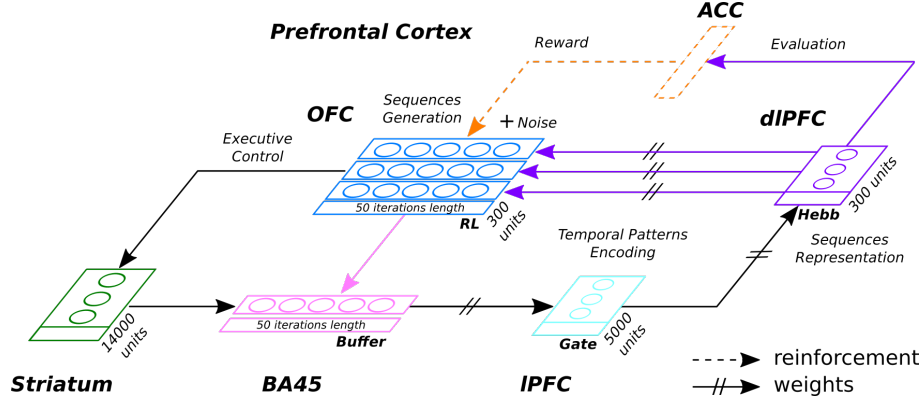 ACC
Prefrontal Cortex
Reward
Evaluation
Sequences
Generation
OFC
+ Noise
dlPFC
Executive
Control
50 iterations length
RL
300
units
Hebb
300 units
Temporal Patterns
Encoding
Sequences
Representation
14000
units
50 iterations length
Buffer
Gate
5000
units
reinforcement
weights
Striatum
BA45
lPFC